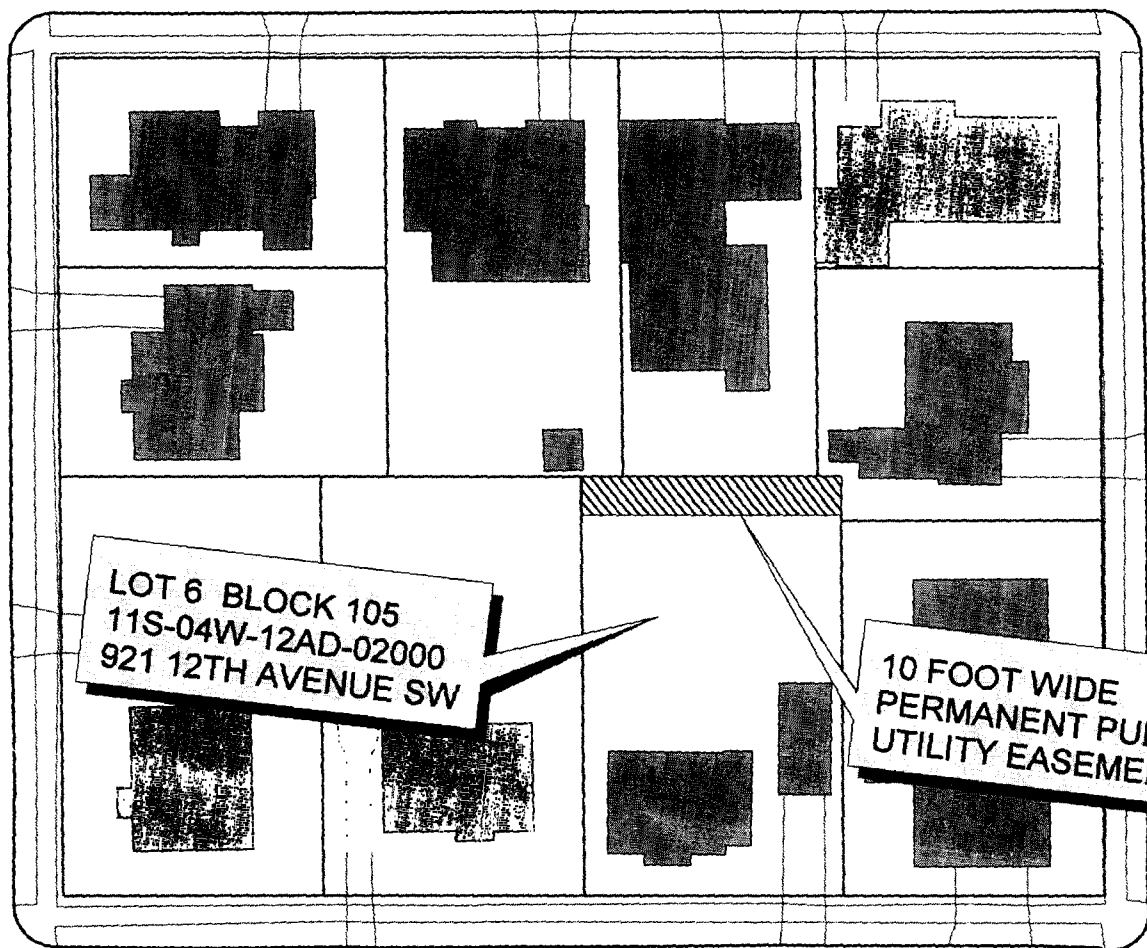 LOT 6 BLOCK 105
11S-04W-12AD-02000
921 12TH AVENUE SW
10 FOOT WIDE
PERMANENT
UTILITY